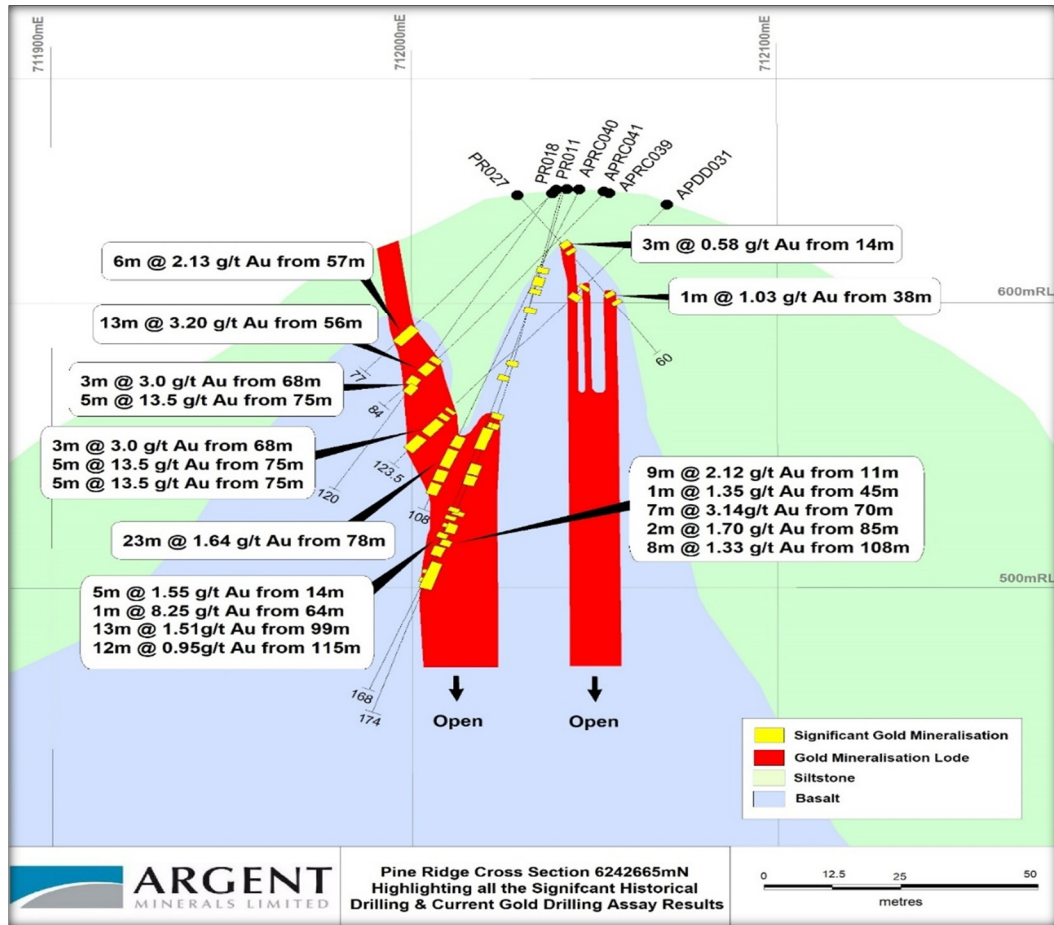 711900mE
712000mE
712100mE
PR027
PR018
PR011
APRC040
APRC041
APRC039
APDD031
3m @ 0.58 g/t Au from 14m
6m @ 2.13 g/t Au from 57m
1m @ 1.03 g/t Au from 38m
600mRL
13m @ 3.20 g/t Au from 56m
60
77
3m @ 3.0 g/t Au from 68m
5m @ 13.5 g/t Au from 75m
84
3m @ 3.0 g/t Au from 68m
5m @ 13.5 g/t Au from 75m
5m @ 13.5 g/t Au from 75m
123.5
120
108
9m @ 2.12 g/t Au from 11m
1m @ 1.35 g/t Au from 45m
7m @ 3.14g/t Au from 70m
2m @ 1.70 g/t Au from 85m
8m @ 1.33 g/t Au from 108m
23m @ 1.64 g/t Au from 78m
500mRL
5m @ 1.55 g/t Au from 14m
1m @ 8.25 g/t Au from 64m
13m @ 1.51g/t Au from 99m
12m @ 0.95g/t Au from 115m
168
174
Open
Open
Significant Gold Mineralisation
Gold Mineralisation Lode
Siltstone
Basalt
ARGENT
MINERALS LIMITED
Pine Ridge Cross Section 6242665mN
Highlighting all the Signifcant Historical
Drilling & Current Gold Drilling Assay Results
0 12.5 25 50
metres